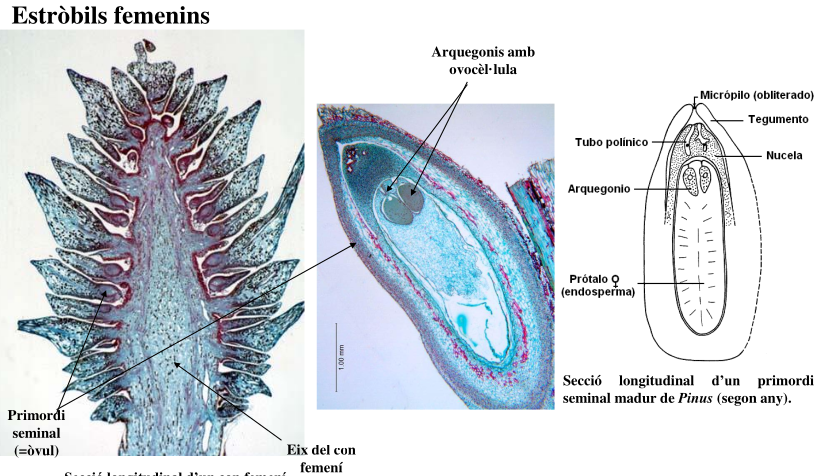 Estròbils femenins
Arquegonis amb
ovocèl·lula
Micrópilo (obliterado)
Tegumento
Tubo polínico
Nucela
Arquegonio
Prótalo ♀
(endosperma)
1.00 mm
Secció longitudinal d'un primordi
seminal madur de Pinus (segon any).
Primordi
seminal
(=òvul)
Eix del con
femení
Secció longitudinal d'un con femení